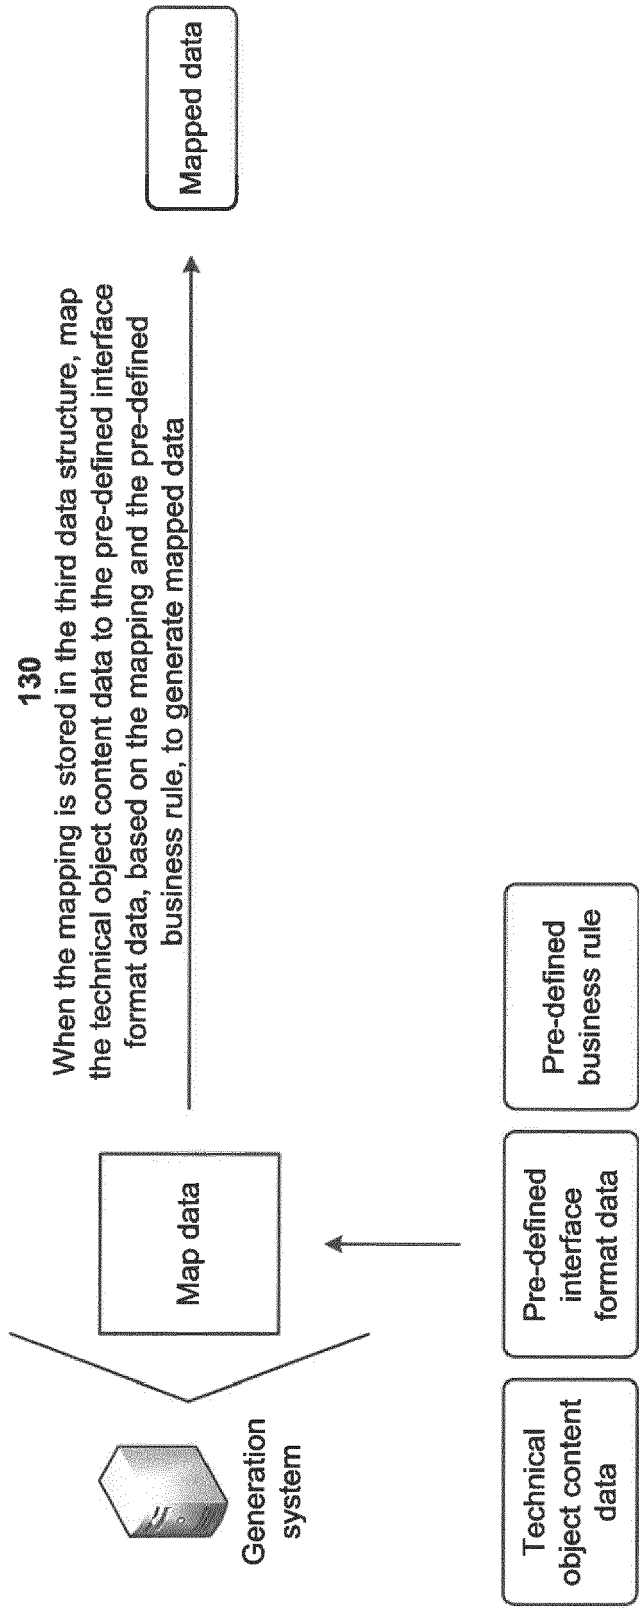 130
When the mapping is stored in the third data structure, map
the technical object content data to the pre-defined interface
format data, based on the mapping and the pre-defined
business rule, to generate mapped data
Generation
system
Map data
Mapped data
Technical
object content
data
Pre-defined
interface
format data
Pre-defined
business rule